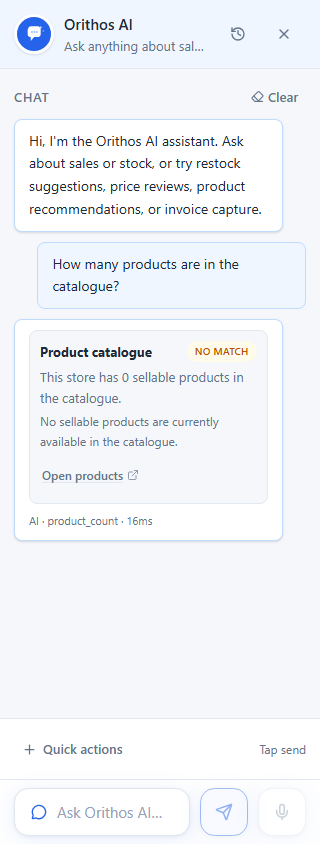 Orithos AI
Ask anything about sal...
CHAT
Clear
Hi, I'm the Orithos AI assistant. Ask
about sales or stock, or try restock
suggestions, price reviews, product
recommendations, or invoice capture.
How many products are in the
catalogue?
Product catalogue
NO MATCH
This store has 0 sellable products in
the catalogue.
No sellable products are currently
available in the catalogue.
Open products
AI · product_count · 16ms
Quick actions
Tap send
Ask Orithos AI...